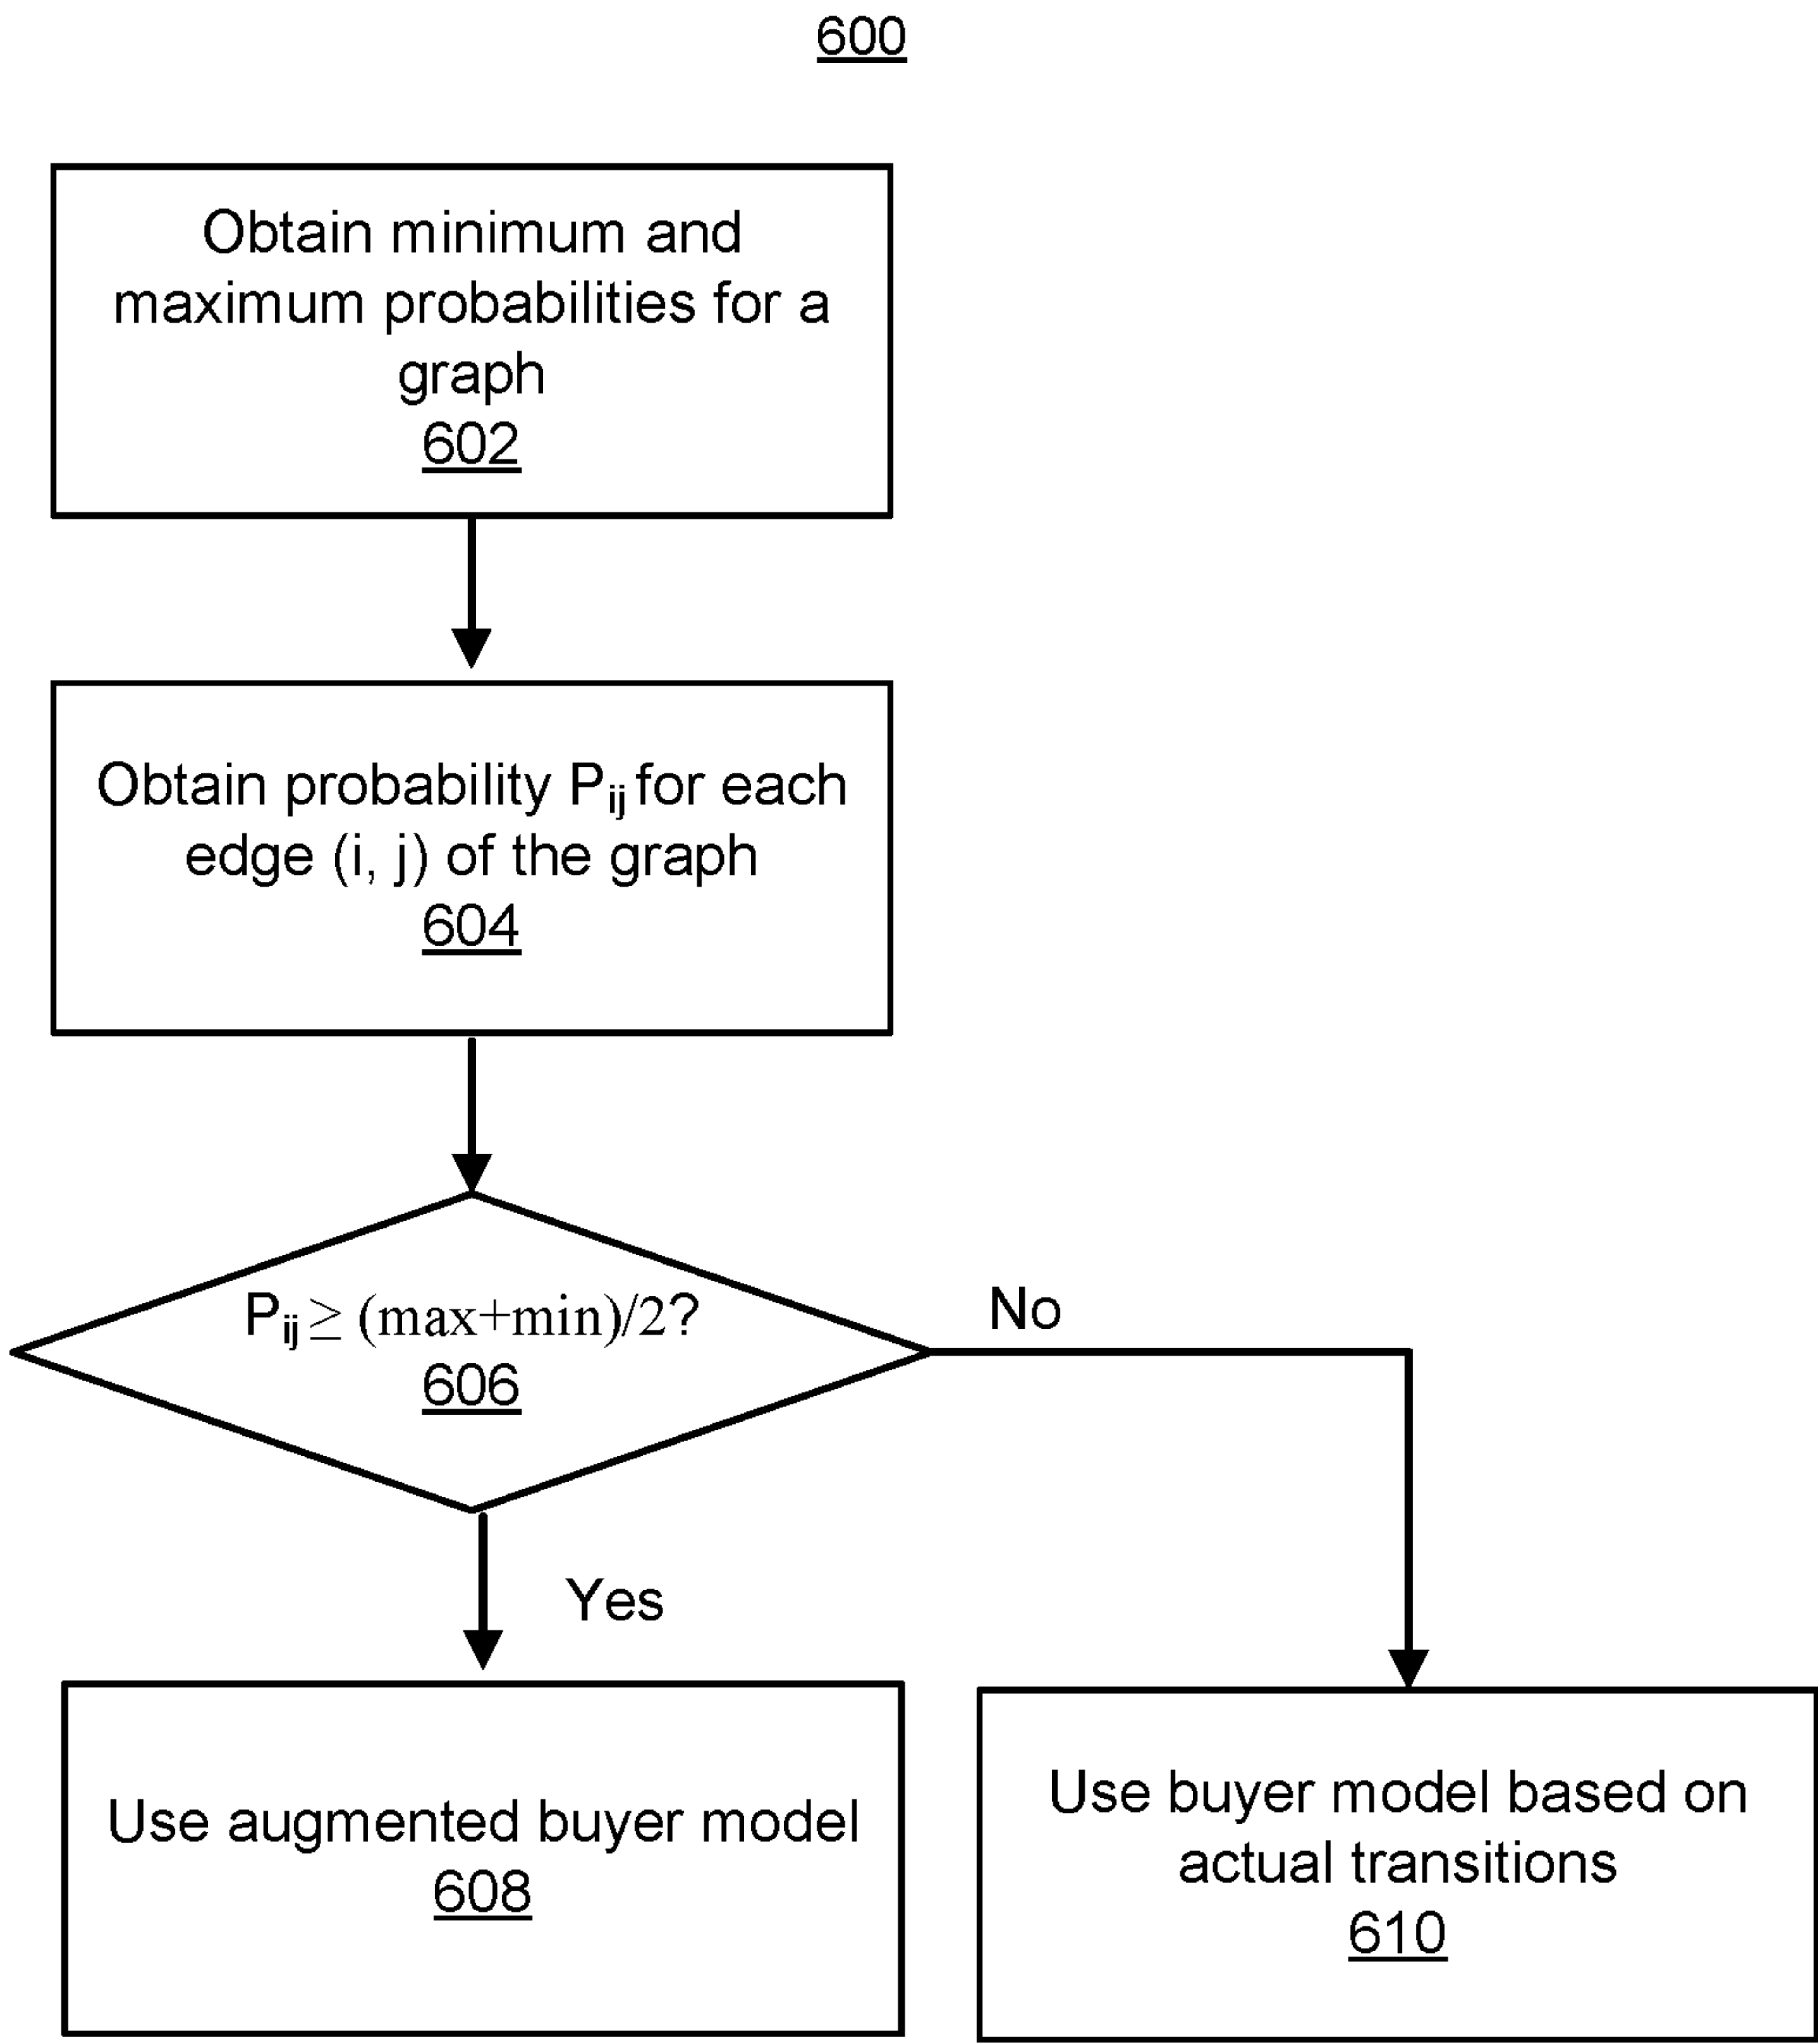 600
Obtain minimum and
maximum probabilities for a
graph
602
Obtain probability Pij for each
edge (i, j) of the graph
604
Pij ≥ (max+min)/2?
606
No
Yes
Use augmented buyer model
608
Use buyer model based on
actual transitions
610